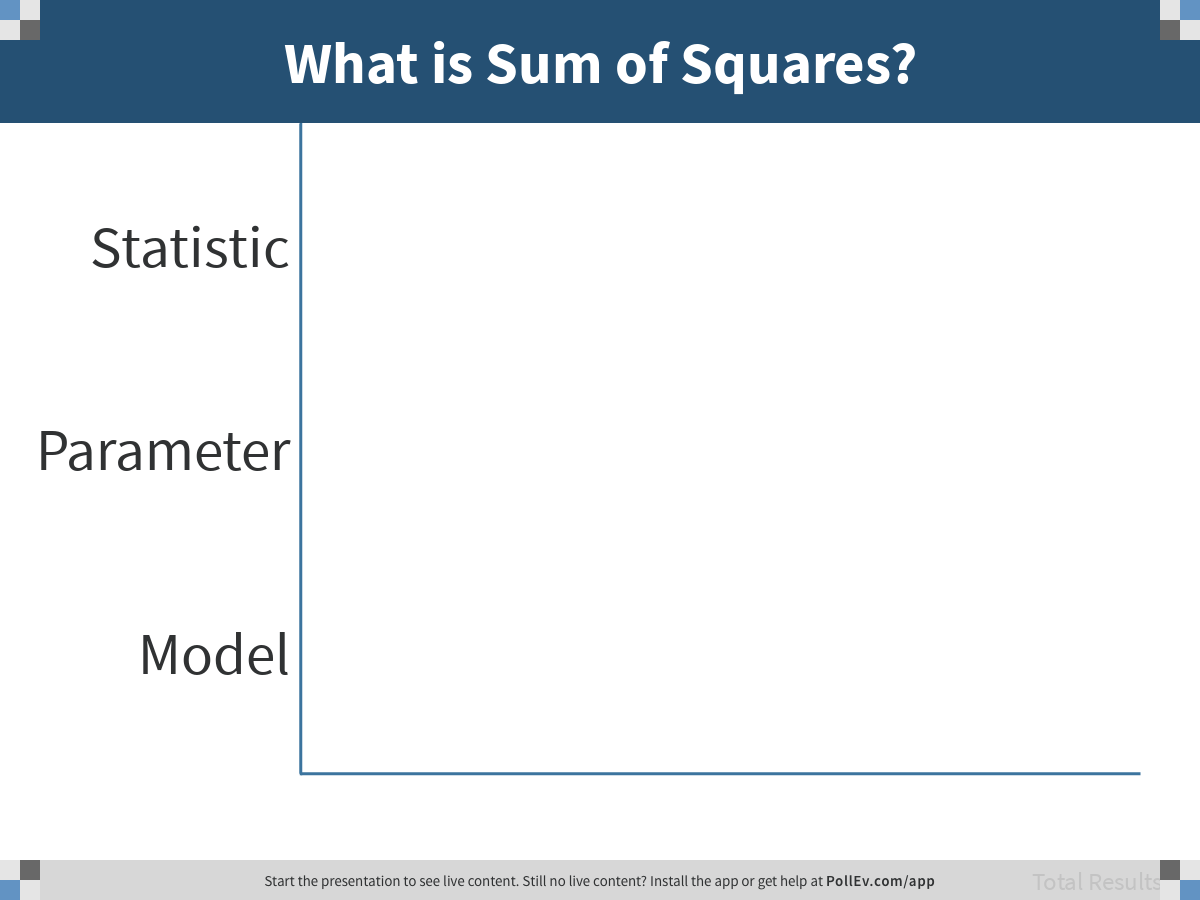 What is Sum of Squares?
Statistic
Parameter
Model
Start the presentation to see live content. Still no live content? Install the app or get help at PollEv.com/app
Total Results